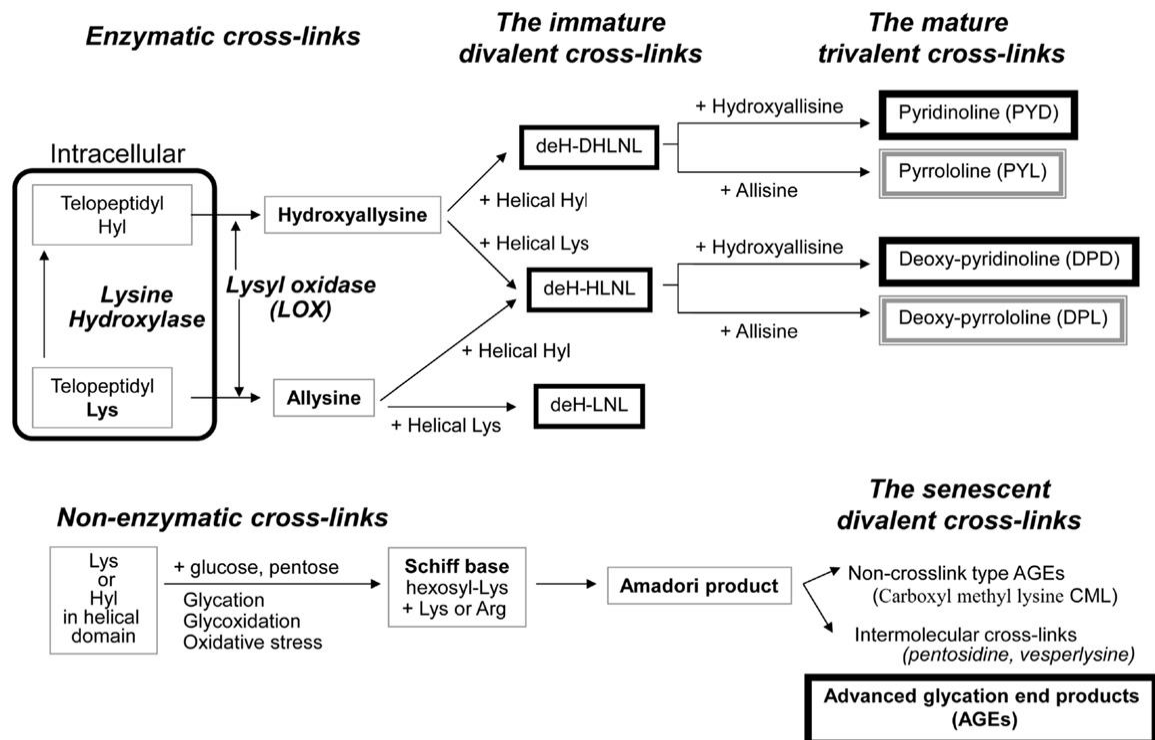 Enzymatic cross-links
The immature
divalent cross-links
The mature
trivalent cross-links
Intracellular
Telopeptidyl
Hyl
Lysine
Hydroxylase
Telopeptidyl
Lys
Lysyl oxidase
(LOX)
Hydroxyallysine
Allysine
+ Helical Hyl
+ Helical Lys
+ Helical Hyl
+ Helical Lys
deH-DHLNL
deH-HLNL
deH-LNL
+ Hydroxyallisine
+ Allisine
+ Hydroxyallisine
+ Allisine
Pyridinoline (PYD)
Pyrrololine (PYL)
Deoxy-pyridinoline (DPD)
Deoxy-pyrrololine (DPL)
Non-enzymatic cross-links
The senescent
divalent cross-links
Lys
or
Hyl
in helical
domain
+ glucose, pentose
Glycation
Glycoxidation
Oxidative stress
Schiff base
hexosyl-Lys
+ Lys or Arg
Amadori product
Non-crosslink type AGEs
(Carboxyl methyl lysine CML)
Intermolecular cross-links
(pentosidine, vesperlysine)
Advanced glycation end products
(AGEs)